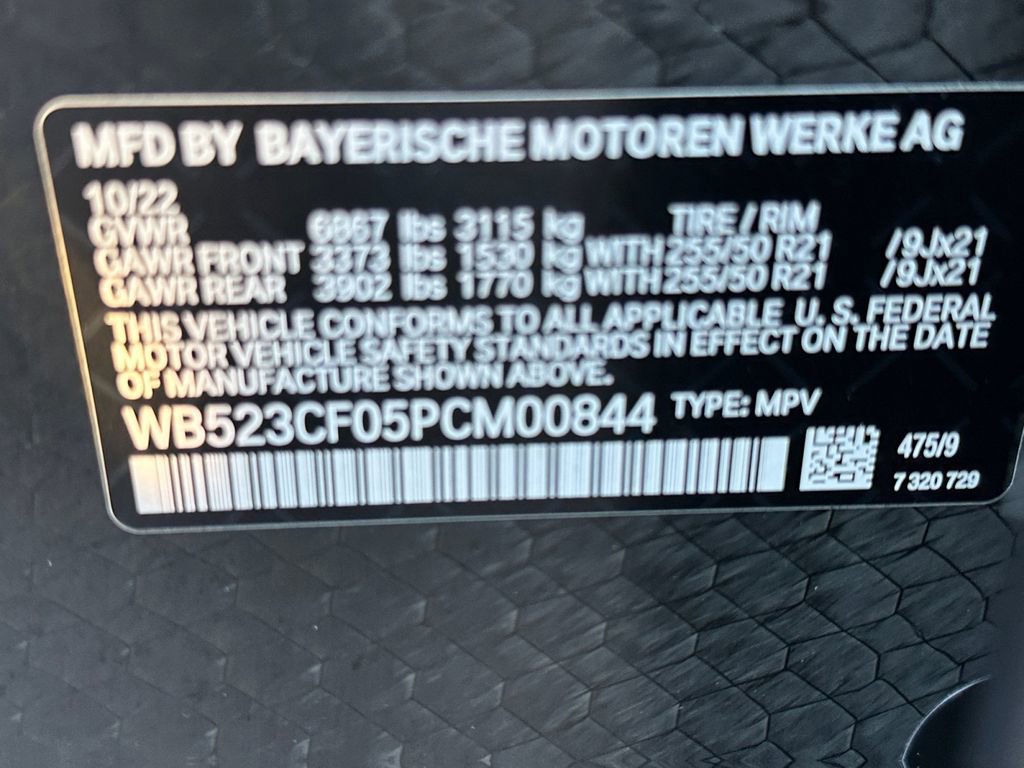 MFD BY BAYERISCHE MOTOREN WERKE AG
10/22
GVWR 6867 lbs 3115 kg TIRE / RIM
GAWR FRONT 3373 lbs 1530 kg WITH 255/50 R21 /9Jx21
GAWR REAR 3902 lbs 1770 kg WITH 255/50 R21 /9Jx21
THIS VEHICLE CONFORMS TO ALL APPLICABLE U. S. FEDERAL
MOTOR VEHICLE SAFETY STANDARDS IN EFFECT ON THE DATE
OF MANUFACTURE SHOWN ABOVE.
WB523CF05PCM00844 TYPE: MPV
475/9
7 320 729